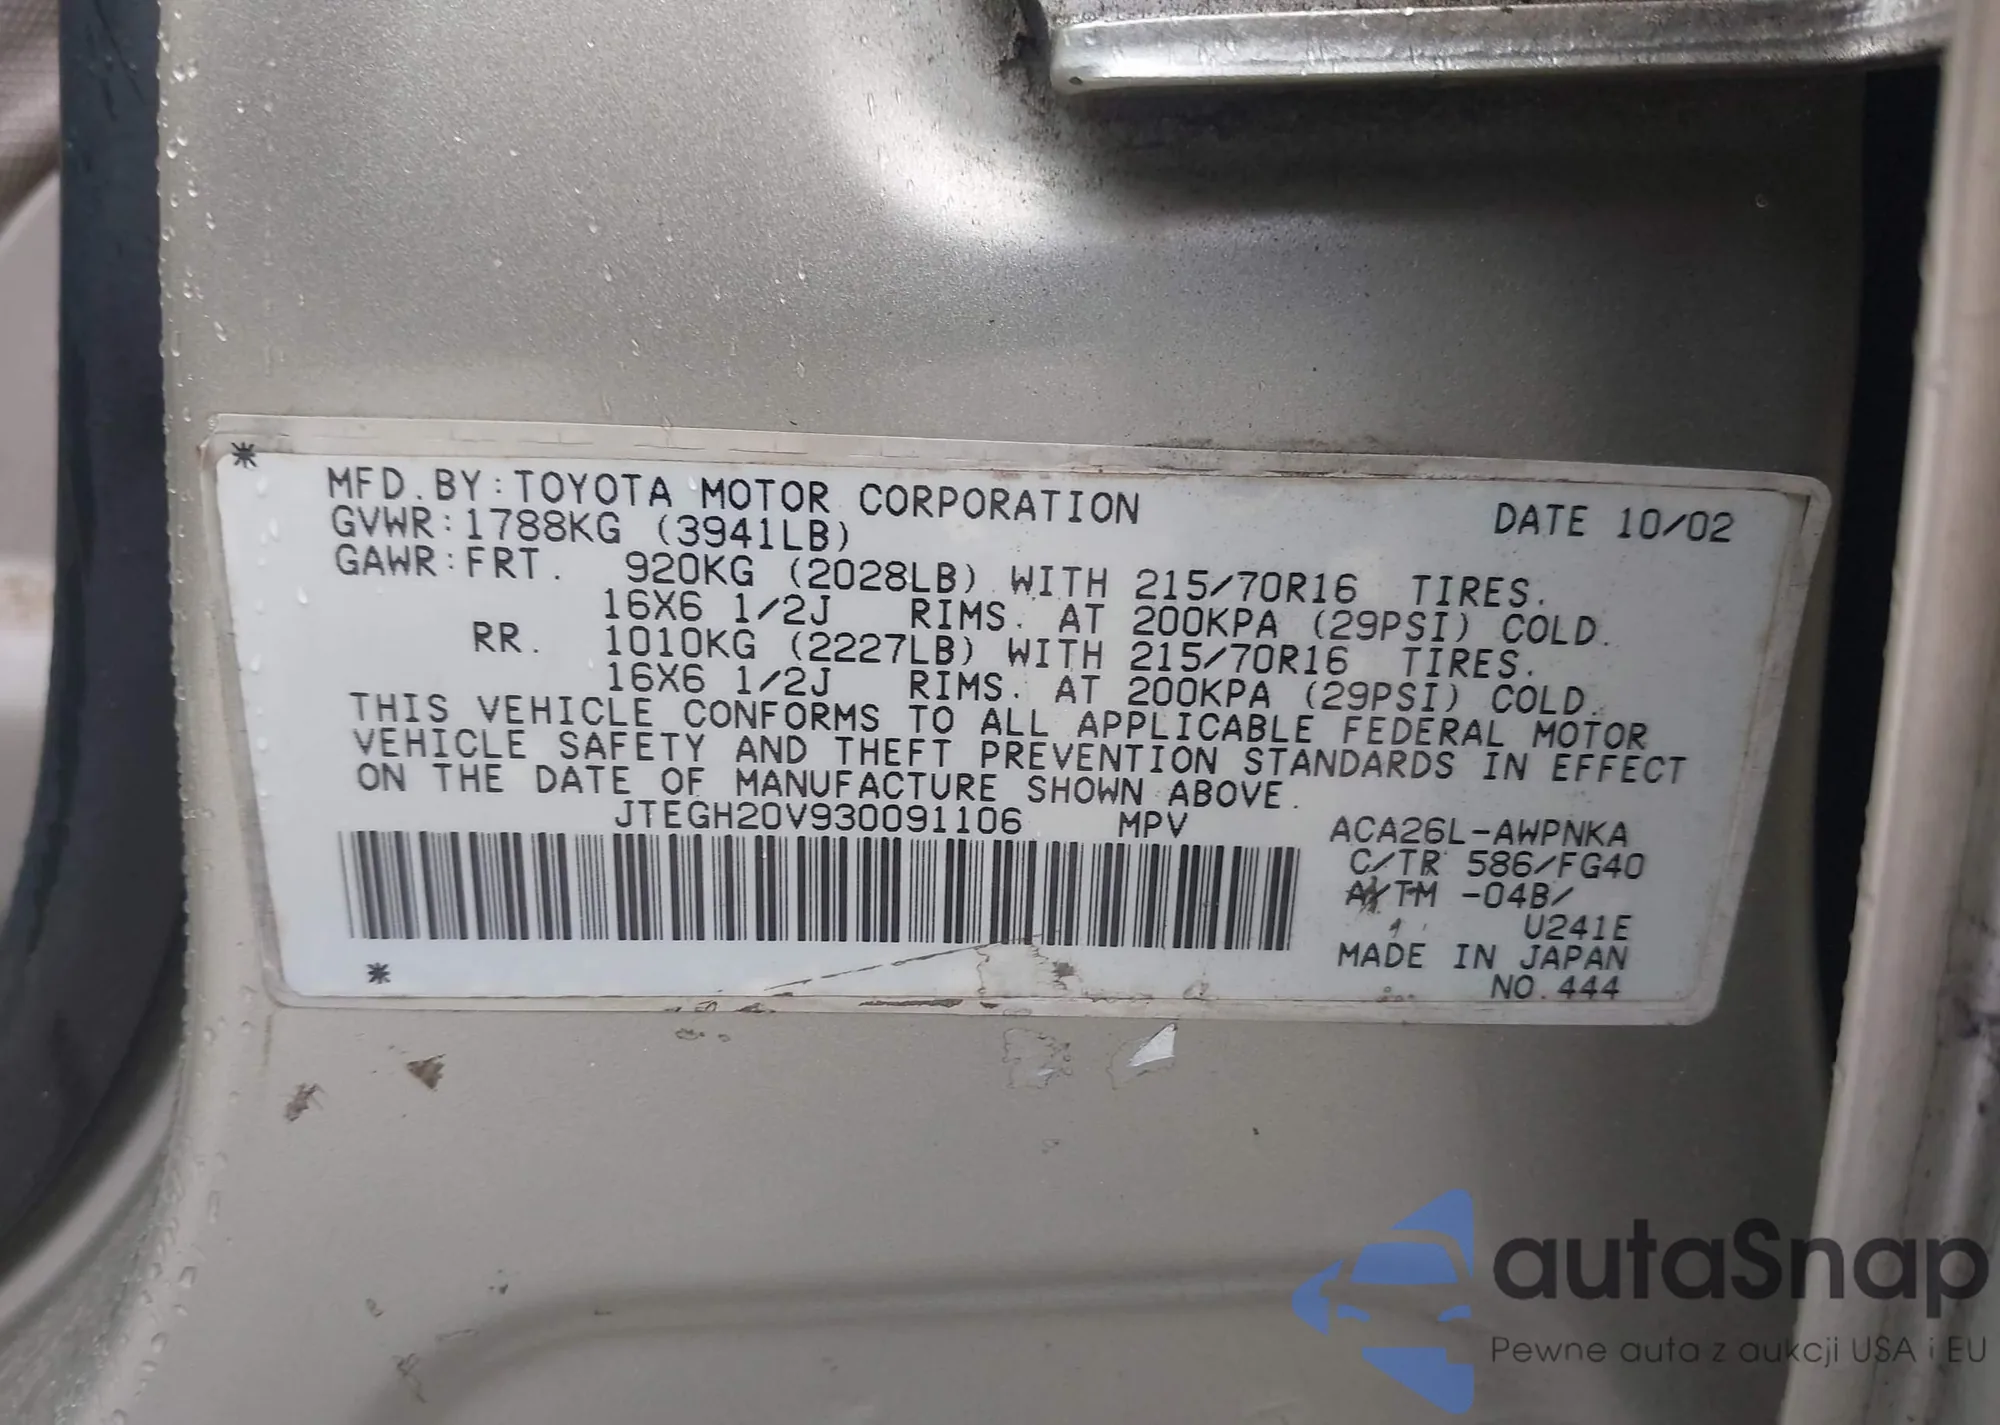 MFD.BY:TOYOTA MOTOR CORPORATION DATE 10/02
GVWR:1788KG (3941LB)
GAWR:FRT. 920KG (2028LB) WITH 215/70R16 TIRES.
16X6 1/2J RIMS. AT 200KPA (29PSI) COLD.
RR. 1010KG (2227LB) WITH 215/70R16 TIRES.
16X6 1/2J RIMS. AT 200KPA (29PSI) COLD.
THIS VEHICLE CONFORMS TO ALL APPLICABLE FEDERAL MOTOR
VEHICLE SAFETY AND THEFT PREVENTION STANDARDS IN EFFECT
ON THE DATE OF MANUFACTURE SHOWN ABOVE.
JTEGH20V930091106 MPV ACA26L-AWPNKA
C/TR 586/FG40
A/TM -04B/
U241E
MADE IN JAPAN
NO.444
autaSnap
Pewne auta z aukcji USA i EU